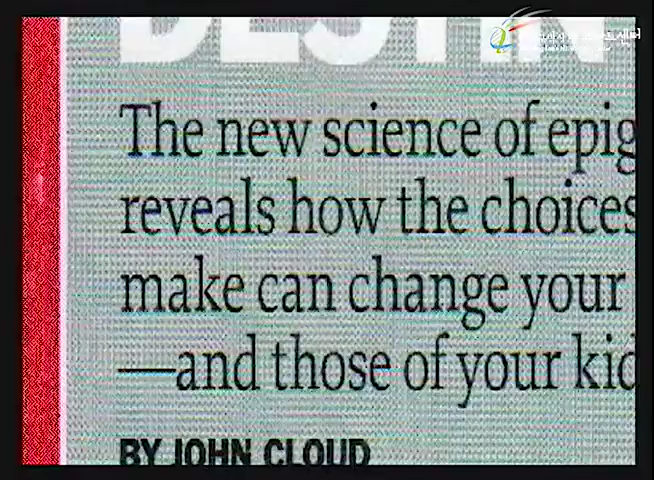 DESTIN
The new science of epig
reveals how the choices
make can change your
—and those of your kid
BY JOHN CLOUD